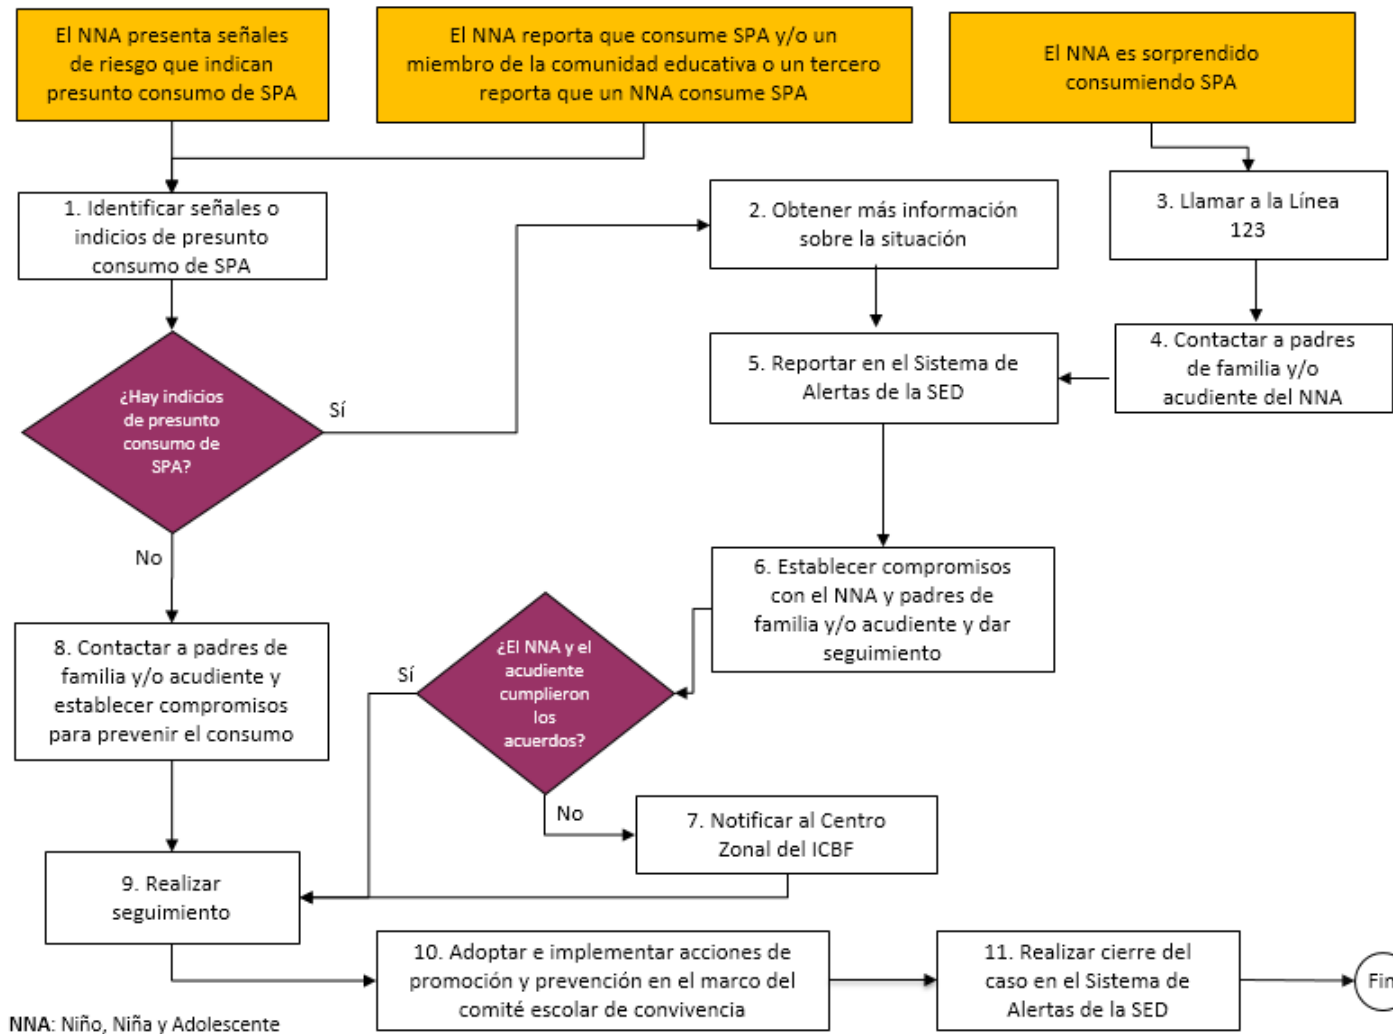 El NNA presenta señales
de riesgo que indican
presunto consumo de SPA
El NNA reporta que consume SPA y/o un
miembro de la comunidad educativa o un tercero
reporta que un NNA consume SPA
El NNA es sorprendido
consumiendo SPA
1. Identificar señales o
indicios de presunto
consumo de SPA
2. Obtener más información
sobre la situación
3. Llamar a la Línea
123
¿Hay indicios
de presunto
consumo de
SPA?
Sí
No
5. Reportar en el Sistema de
Alertas de la SED
4. Contactar a padres
de familia y/o
acudiente del NNA
6. Establecer compromisos
con el NNA y padres de
familia y/o acudiente y dar
seguimiento
8. Contactar a padres de
familia y/o acudiente y
establecer compromisos
para prevenir el consumo
Sí
¿El NNA y el
acudiente
cumplieron
los
acuerdos?
No
7. Notificar al Centro
Zonal del ICBF
9. Realizar
seguimiento
10. Adoptar e implementar acciones de
promoción y prevención en el marco del
comité escolar de convivencia
11. Realizar cierre del
caso en el Sistema de
Alertas de la SED
Fin
NNA: Niño, Niña y Adolescente